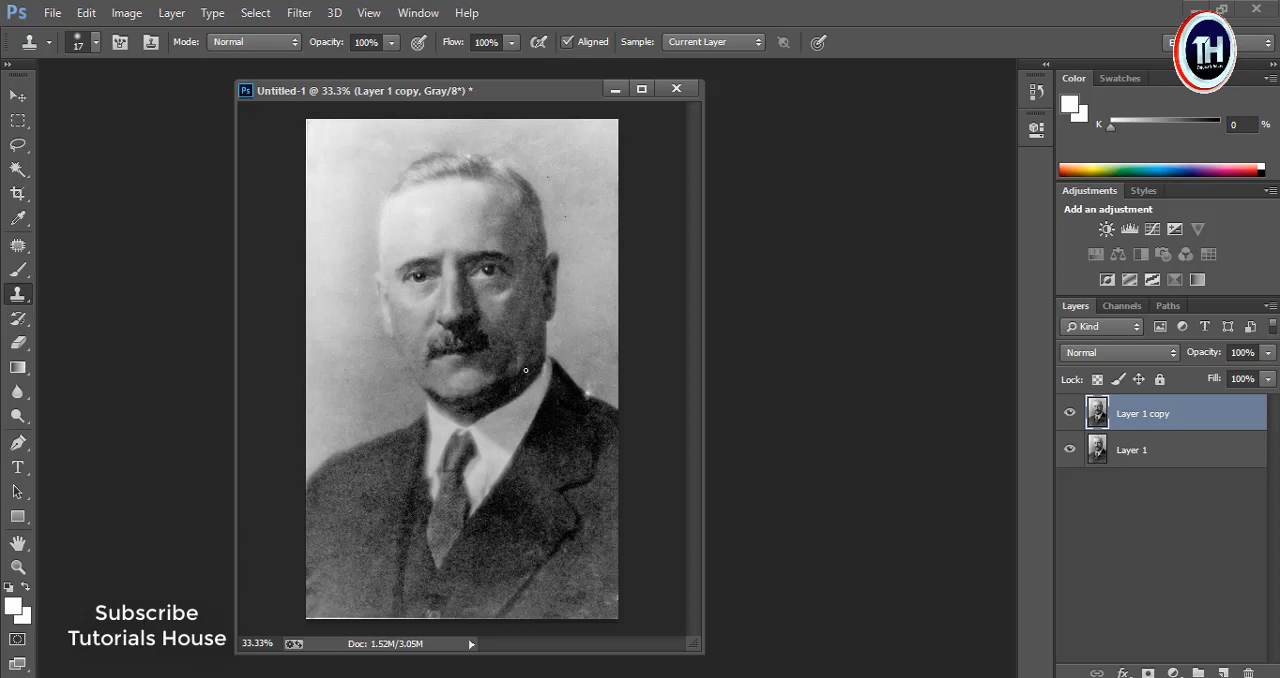 Ps File Edit Image Layer Type Select Filter 3D View Window Help
17 Mode: Normal Opacity: 100% Flow: 100% Aligned Sample: Current Layer
TH
Untitled-1 @ 33.3% (Layer 1 copy, Gray/8*) *
Color Swatches
K 0 %
Adjustments Styles
Add an adjustment
Layers Channels Paths
Kind
Normal Opacity: 100%
Lock: Fill: 100%
Layer 1 copy
Layer 1
Subscribe
Tutorials House
33.33% Doc: 1.52M/3.05M